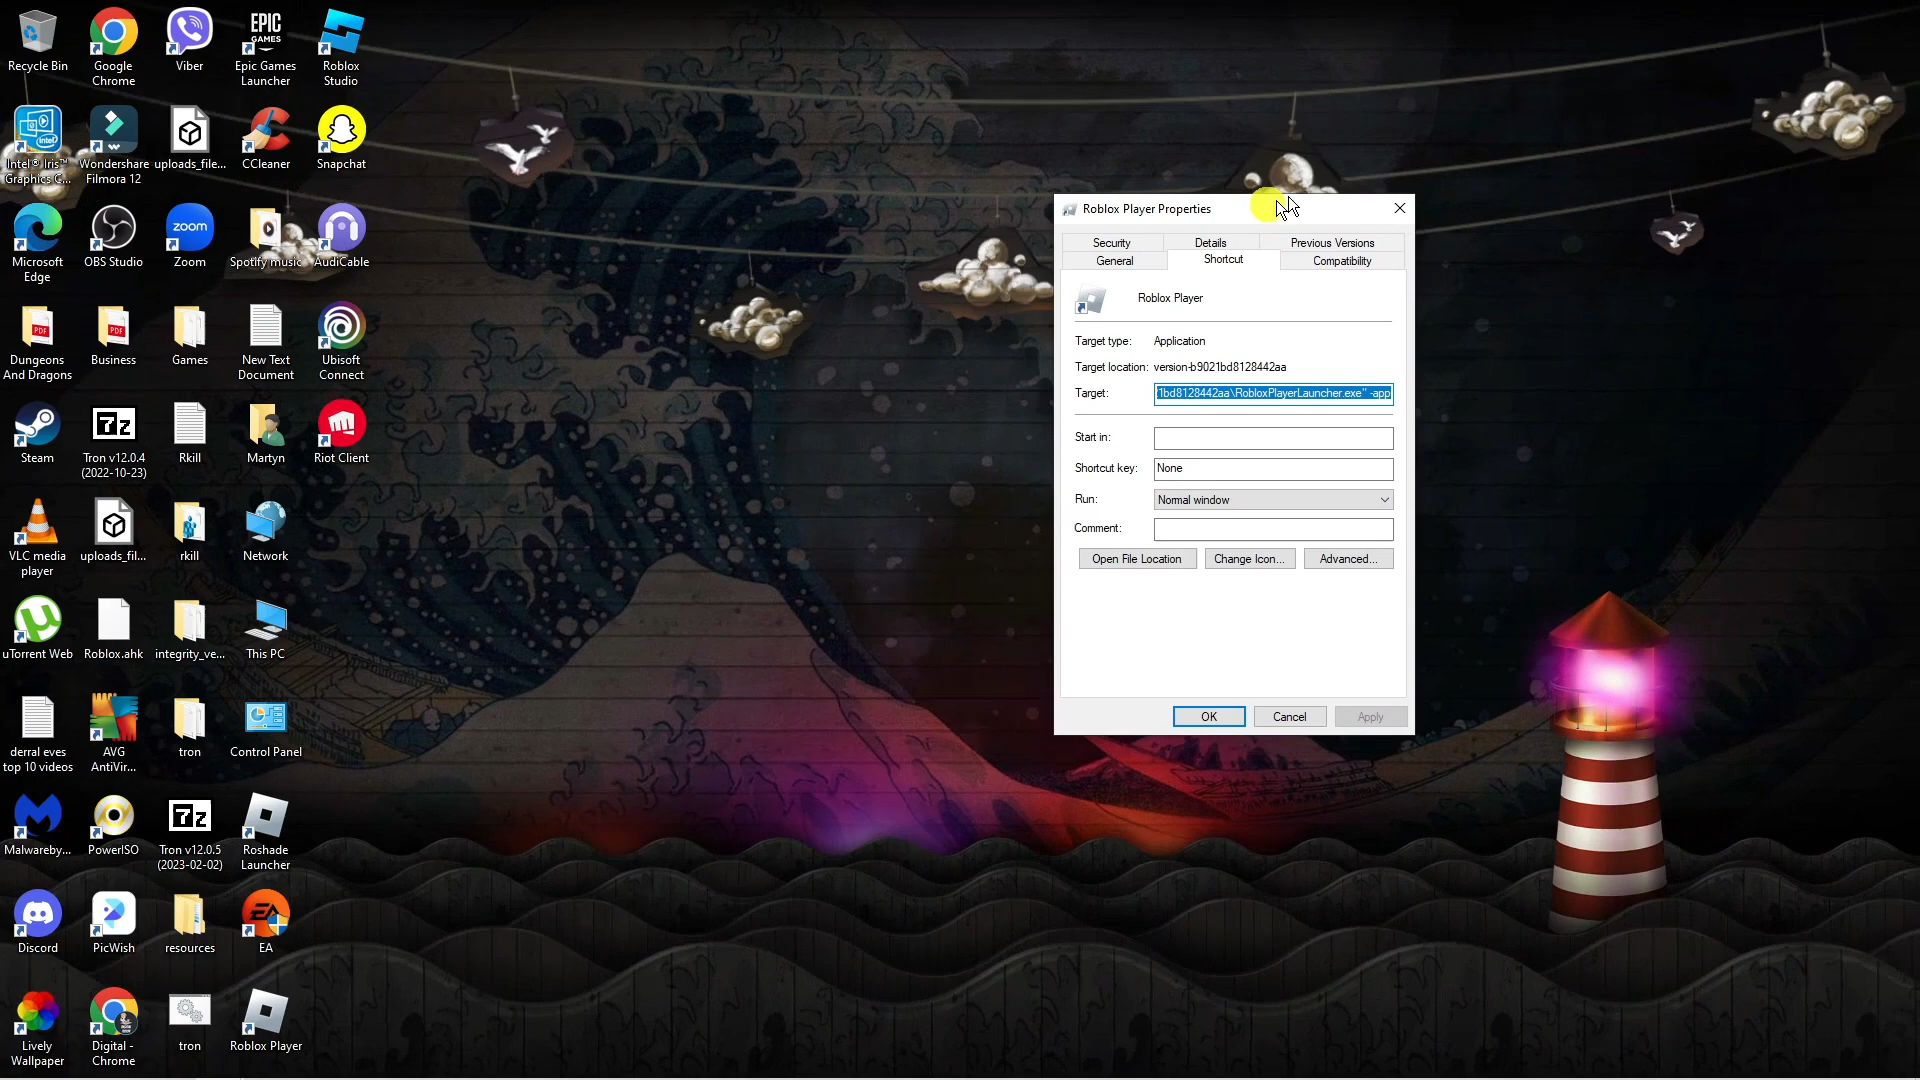 Recycle Bin
Google
Chrome
Viber
EPIC
GAMES
Epic Games
Launcher
Roblox
Studio
intel
Intel® Iris™
Graphics C...
Wondershare
Filmora 12
uploads_file...
CCleaner
Snapchat
Microsoft
Edge
OBS Studio
zoom
Zoom
Spotify music
AudiCable
PDF
Dungeons
And Dragons
PDF
Business
Games
New Text
Document
Ubisoft
Connect
Steam
7z
Tron v12.0.4
(2022-10-23)
Rkill
Martyn
Riot Client
VLC media
player
uploads_fil...
rkill
Network
uTorrent Web
Roblox.ahk
integrity_ve...
This PC
derral eves
top 10 videos
AVG
AntiVir...
tron
Control Panel
Malwareby...
PowerISO
7z
Tron v12.0.5
(2023-02-02)
Roshade
Launcher
Discord
PicWish
resources
EA
EA
Lively
Wallpaper
Digital -
Chrome
tron
Roblox Player
Roblox Player Properties
Security
Details
Previous Versions
General
Shortcut
Compatibility
Roblox Player
Target type: Application
Target location: version-b9021bd8128442aa
Target: 1bd8128442aa\RobloxPlayerLauncher.exe" -app
Start in:
Shortcut key: None
Run: Normal window
Comment:
Open File Location
Change Icon...
Advanced...
OK
Cancel
Apply